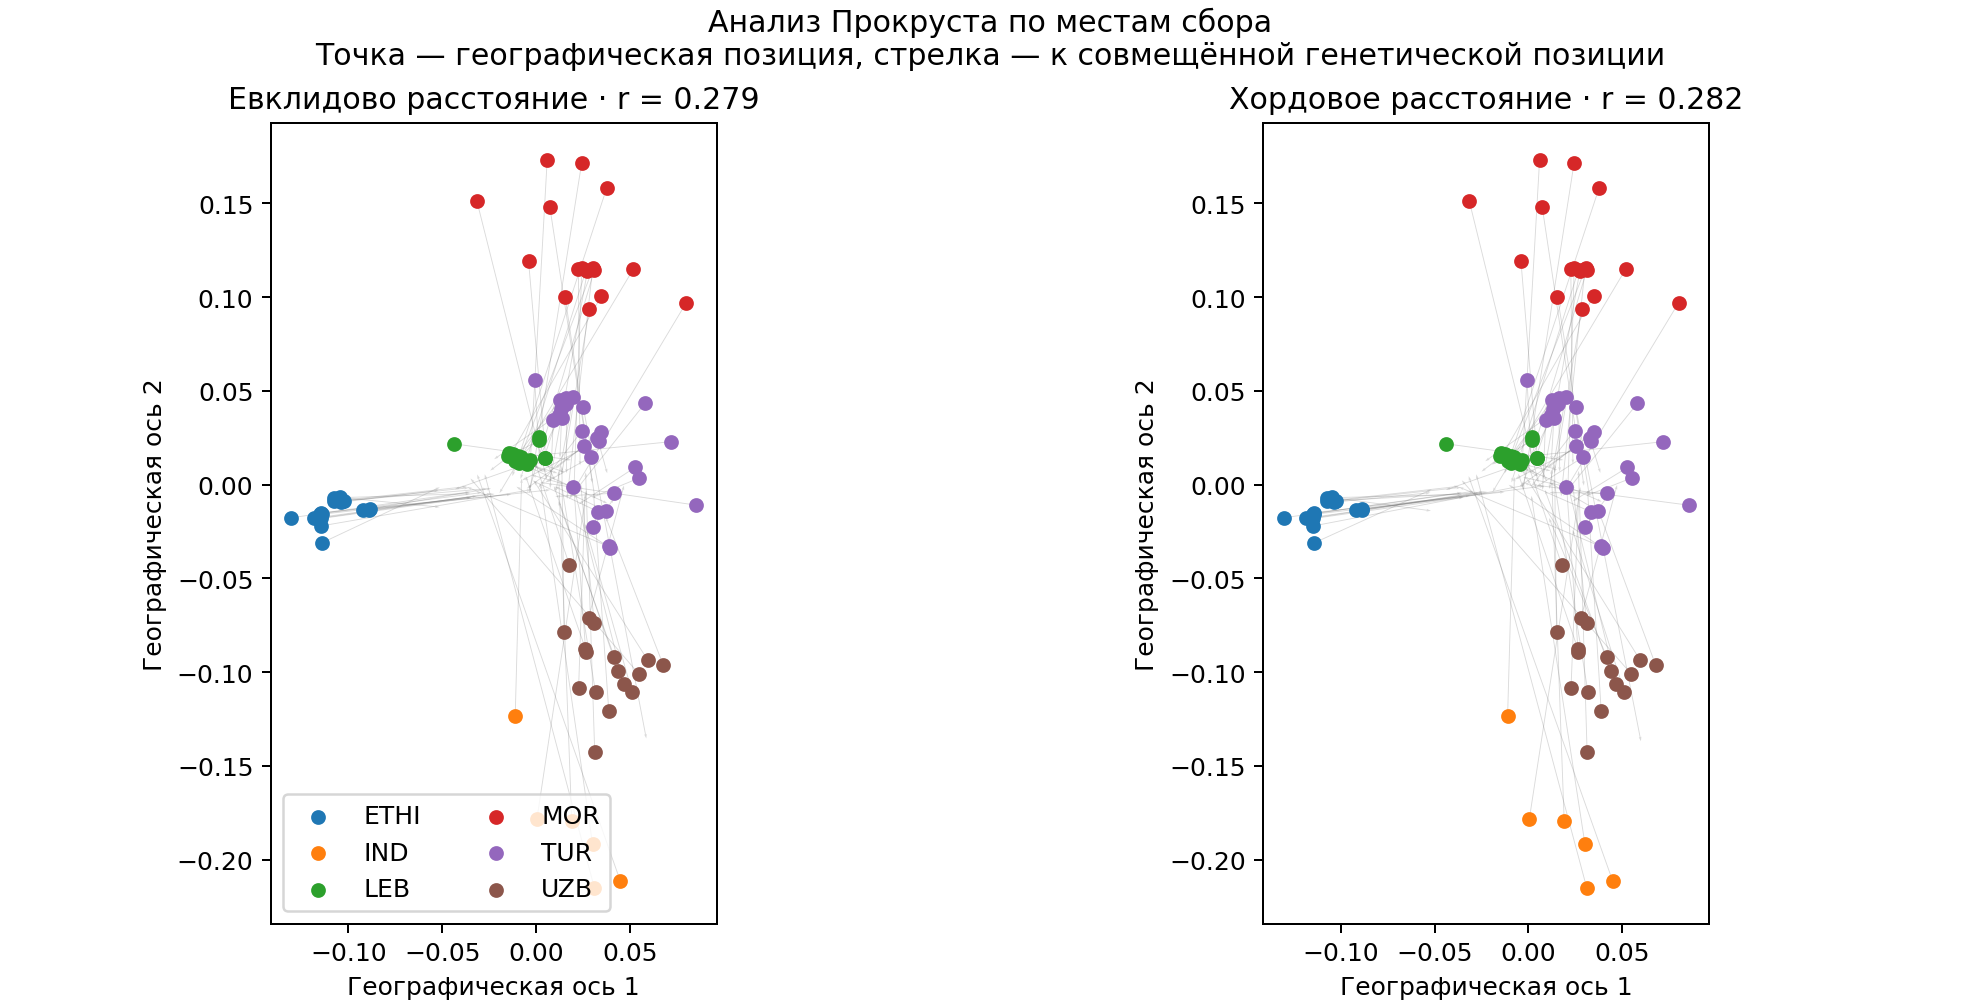 Анализ Прокруста по местам сбора
Точка — географическая позиция, стрелка — к совмещённой генетической позиции
Евклидово расстояние · r = 0.279
0.15
0.10
0.05
0.00
−0.05
−0.10
−0.15
−0.20
Географическая ось 2
ETHI
IND
LEB
MOR
TUR
UZB
−0.10 −0.05 0.00 0.05
Географическая ось 1
Хордовое расстояние · r = 0.282
0.15
0.10
0.05
0.00
−0.05
−0.10
−0.15
−0.20
Географическая ось 2
−0.10 −0.05 0.00 0.05
Географическая ось 1